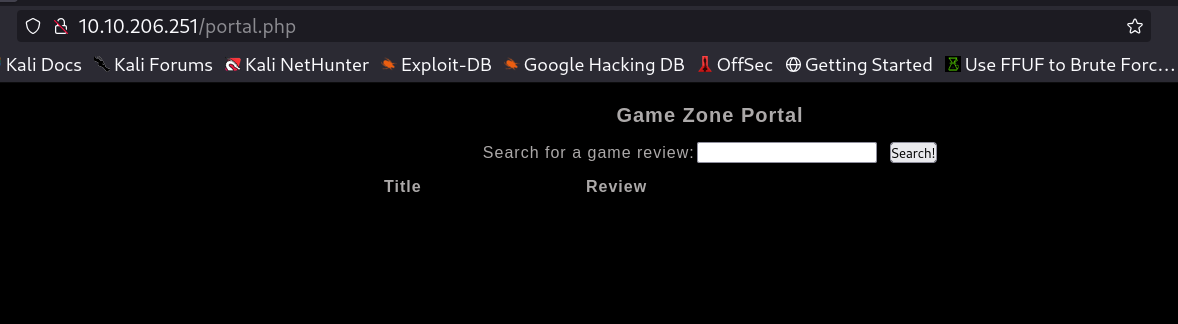 10.10.206.251/portal.php
Kali Docs Kali Forums Kali NetHunter Exploit-DB Google Hacking DB OffSec Getting Started Use FFUF to Brute Forc…
Game Zone Portal
Search for a game review: Search!
Title Review